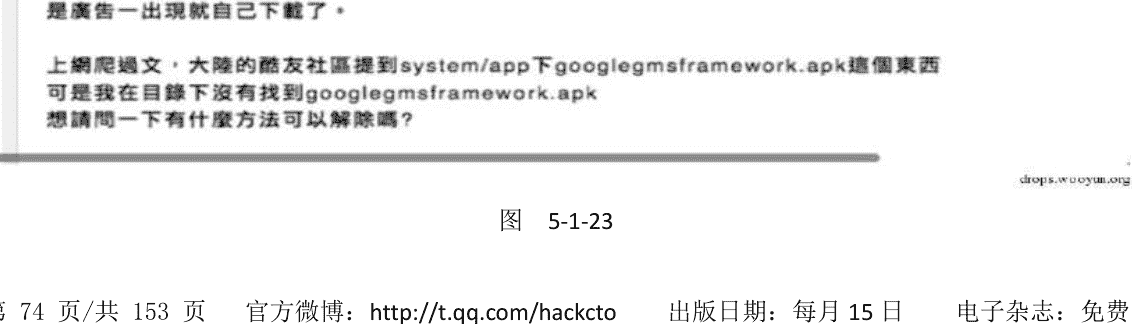 是廣告一出現就自己下載了。
上網爬過文，大陸的酷友社區提到system/app下googlegmsframework.apk這個東西
可是我在目錄下沒有找到googlegmsframework.apk
想請問一下有什麼方法可以解除嗎?
drops.wooyun.org
图 5-1-23
第 74 页/共 153 页 官方微博：http://t.qq.com/hackcto 出版日期：每月 15 日 电子杂志：免费